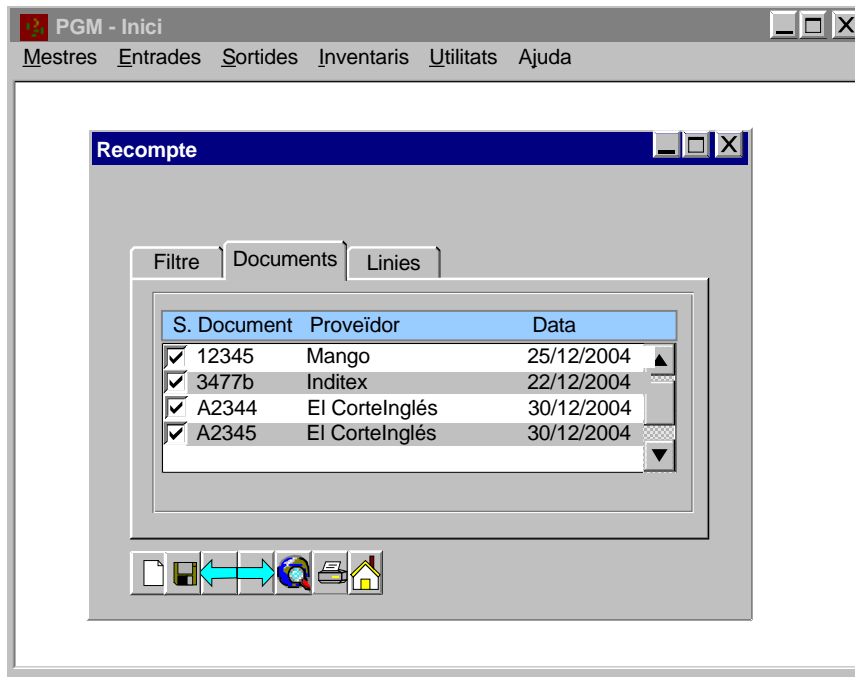 PGM - Inici
Mestres Entrades Sortides Inventaris Utilitats Ajuda
Recompte
Filtre Documents Linies
S. Document Proveïdor Data
12345 Mango 25/12/2004
3477b Inditex 22/12/2004
A2344 El CorteInglés 30/12/2004
A2345 El CorteInglés 30/12/2004